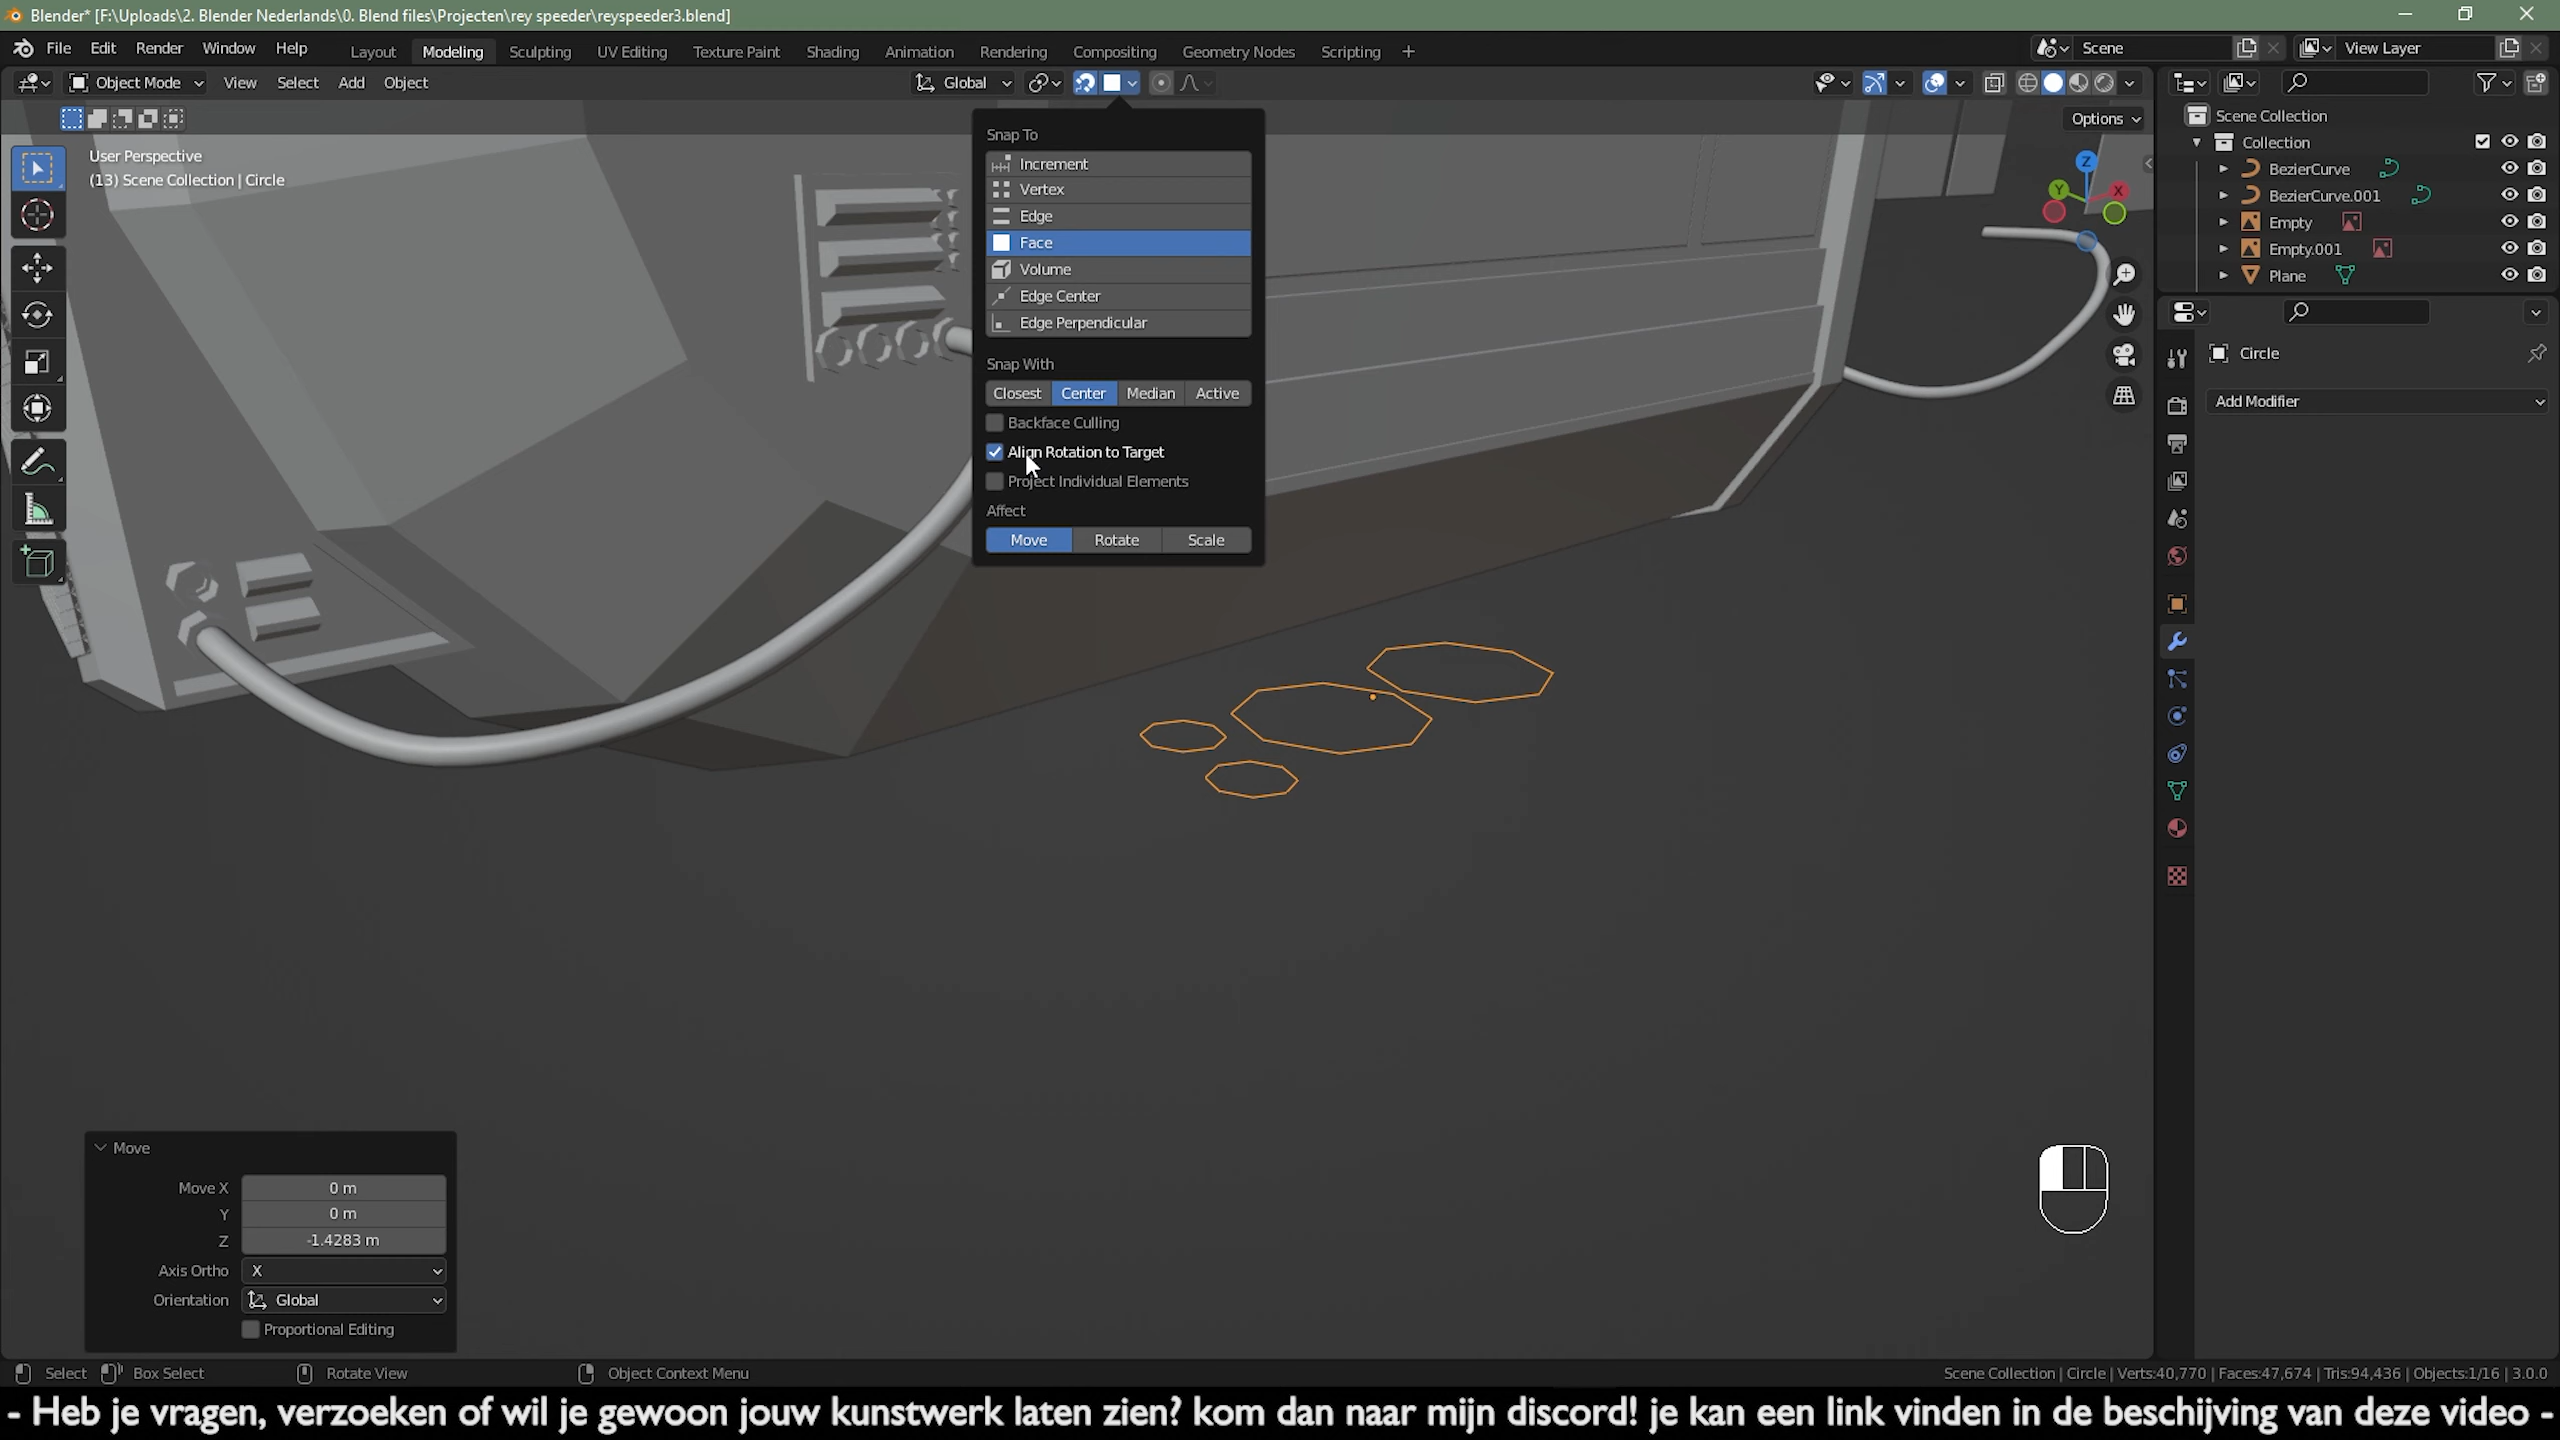 Blender* [F:\Uploads\2. Blender Nederlands\0. Blend files\Projecten\rey speeder\reyspeeder3.blend]
File Edit Render Window Help Layout Modeling Sculpting UV Editing Texture Paint Shading Animation Rendering Compositing Geometry Nodes Scripting + Scene View Layer
Object Mode View Select Add Object Global
Options
User Perspective
(13) Scene Collection | Circle
Snap To
Increment
Vertex
Edge
Face
Volume
Edge Center
Edge Perpendicular
Snap With
Closest Center Median Active
Backface Culling
Align Rotation to Target
Project Individual Elements
Affect
Move Rotate Scale
Z
Y
X
Scene Collection
Collection
BezierCurve
BezierCurve.001
Empty
Empty.001
Plane
Circle
Add Modifier
Move
Move X 0 m
Y 0 m
Z -1.4283 m
Axis Ortho X
Orientation Global
Proportional Editing
Select Box Select Rotate View Object Context Menu Scene Collection | Circle | Verts:40,770 | Faces:47,674 | Tris:94,436 | Objects:1/16 | 3.0.0
- Heb je vragen, verzoeken of wil je gewoon jouw kunstwerk laten zien? kom dan naar mijn discord! je kan een link vinden in de beschijving van deze video -